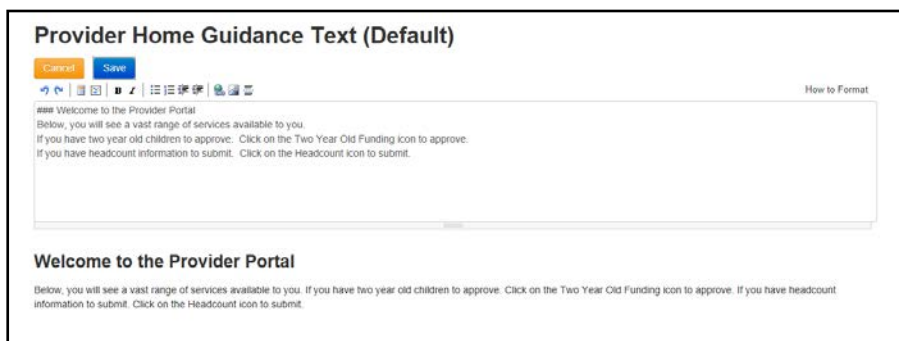 Provider Home Guidance Text (Default)
Cancel Save
B I How to Format
### Welcome to the Provider Portal
Below, you will see a vast range of services available to you.
If you have two year old children to approve. Click on the Two Year Old Funding icon to approve.
If you have headcount information to submit. Click on the Headcount icon to submit.
Welcome to the Provider Portal
Below, you will see a vast range of services available to you. If you have two year old children to approve. Click on the Two Year Old Funding icon to approve. If you have headcount
information to submit. Click on the Headcount icon to submit.